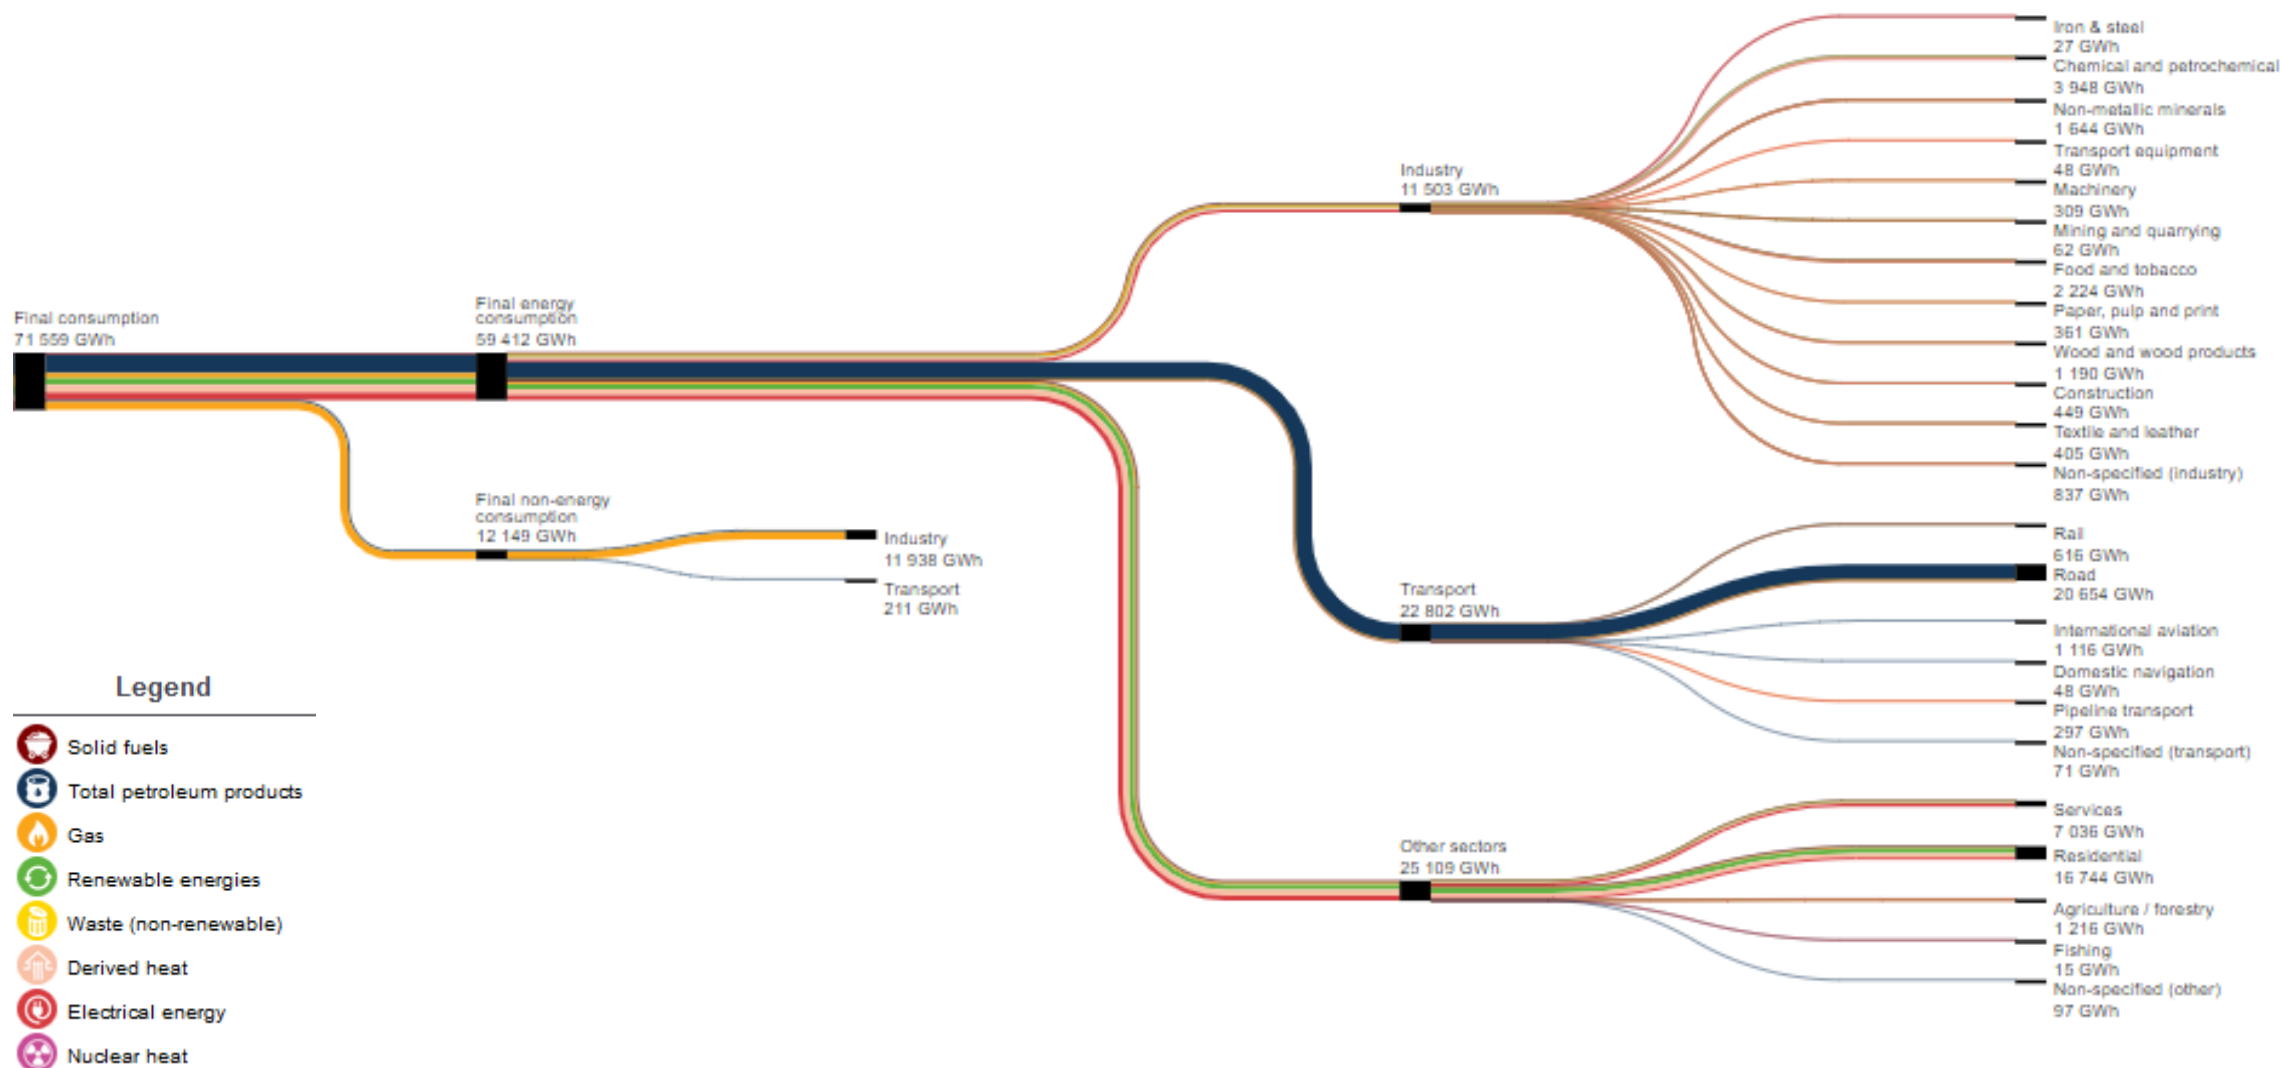 Final consumption
71 559 GWh
Final energy
consumption
59 412 GWh
Final non-energy
consumption
12 149 GWh
Industry
11 938 GWh
Transport
211 GWh
Industry
11 503 GWh
Transport
22 802 GWh
Other sectors
25 109 GWh
Iron & steel
27 GWh
Chemical and petrochemical
3 948 GWh
Non-metallic minerals
1 644 GWh
Transport equipment
48 GWh
Machinery
309 GWh
Mining and quarrying
62 GWh
Food and tobacco
2 224 GWh
Paper, pulp and print
361 GWh
Wood and wood products
1 190 GWh
Construction
449 GWh
Textile and leather
405 GWh
Non-specified (industry)
837 GWh
Rail
616 GWh
Road
20 654 GWh
International aviation
1 116 GWh
Domestic navigation
48 GWh
Pipeline transport
297 GWh
Non-specified (transport)
71 GWh
Services
7 036 GWh
Residential
16 744 GWh
Agriculture / forestry
1 216 GWh
Fishing
15 GWh
Non-specified (other)
97 GWh
Legend
Solid fuels
Total petroleum products
Gas
Renewable energies
Waste (non-renewable)
Derived heat
Electrical energy
Nuclear heat